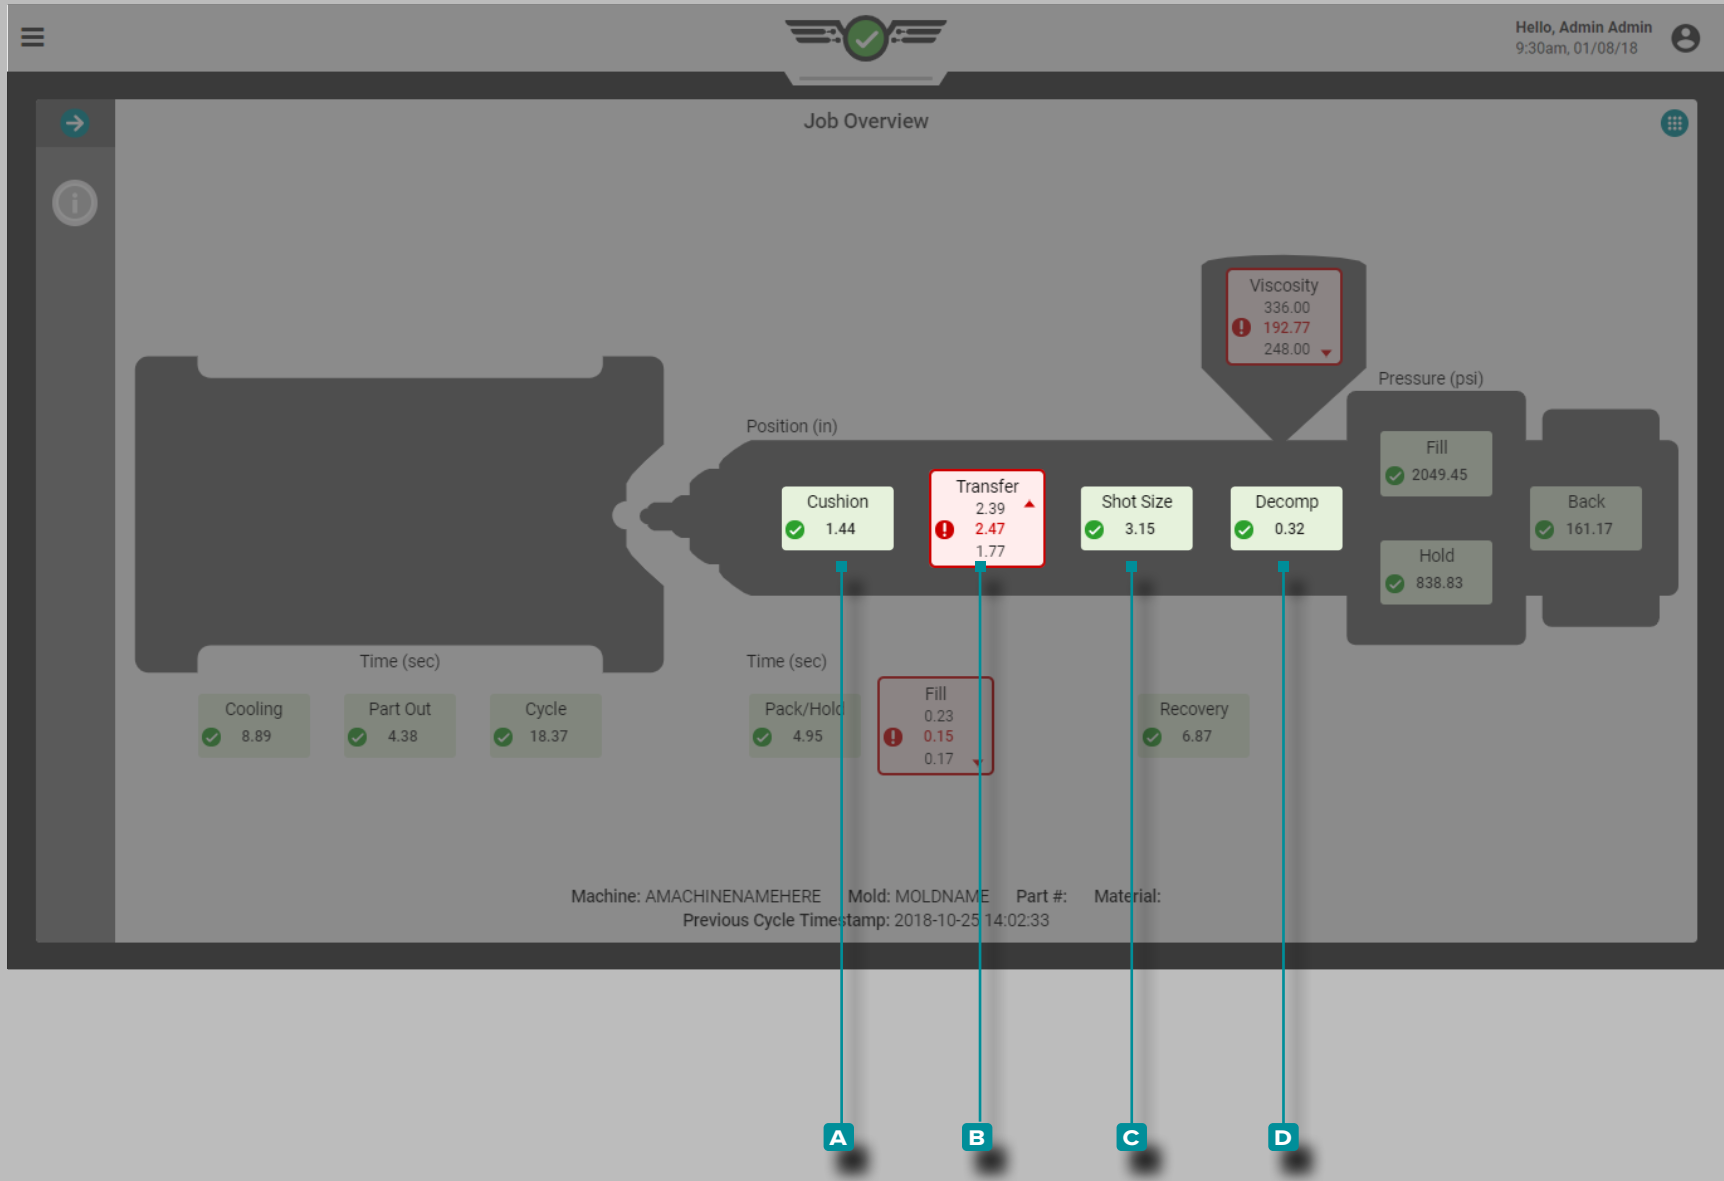 Hello, Admin Admin
9:30am, 01/08/18
Job Overview
Viscosity
336.00
192.77
248.00
Pressure (psi)
Position (in)
Fill
2049.45
Cushion
1.44
Transfer
2.39
2.47
1.77
Shot Size
3.15
Decomp
0.32
Back
161.17
Hold
838.83
Time (sec)
Cooling
8.89
Part Out
4.38
Cycle
18.37
Time (sec)
Pack/Hold
4.95
Fill
0.23
0.15
0.17
Recovery
6.87
Machine: AMACHINENAMEHERE Mold: MOLDNAME Part #: Material:
Previous Cycle Timestamp: 2018-10-25 14:02:33
A B C D